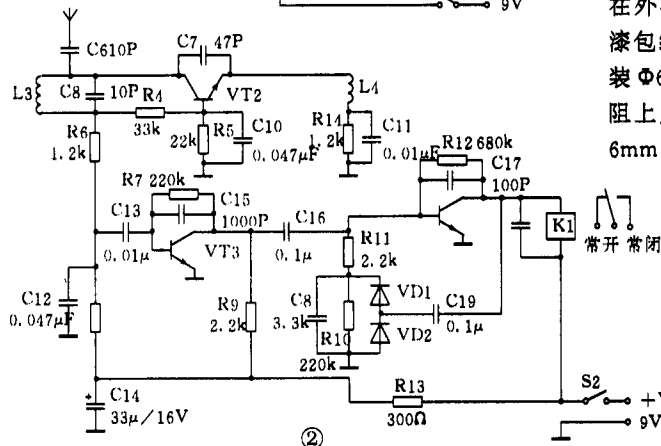 9V
在外
漆包
装Φ6
阻上
6mm
C610P
C7 47P
L3
C8 10P
R4
33k
VT2
L4
R6
1.2k
22k
R5
C10
0.047μF
R14
1.2k
C11
0.01μF
R12 680k
C17
100P
R7 220k
C15
1000P
C13
0.01μ
VT3
C16
0.1μ
R11
2.2k
K1
常开 常闭
C12
0.047μF
R9
2.2k
C8
3.3k
R10
220k
VD1
VD2
C19
0.1μ
C14
+
33μ/16V
R13
300Ω
S2
+V
9V
②